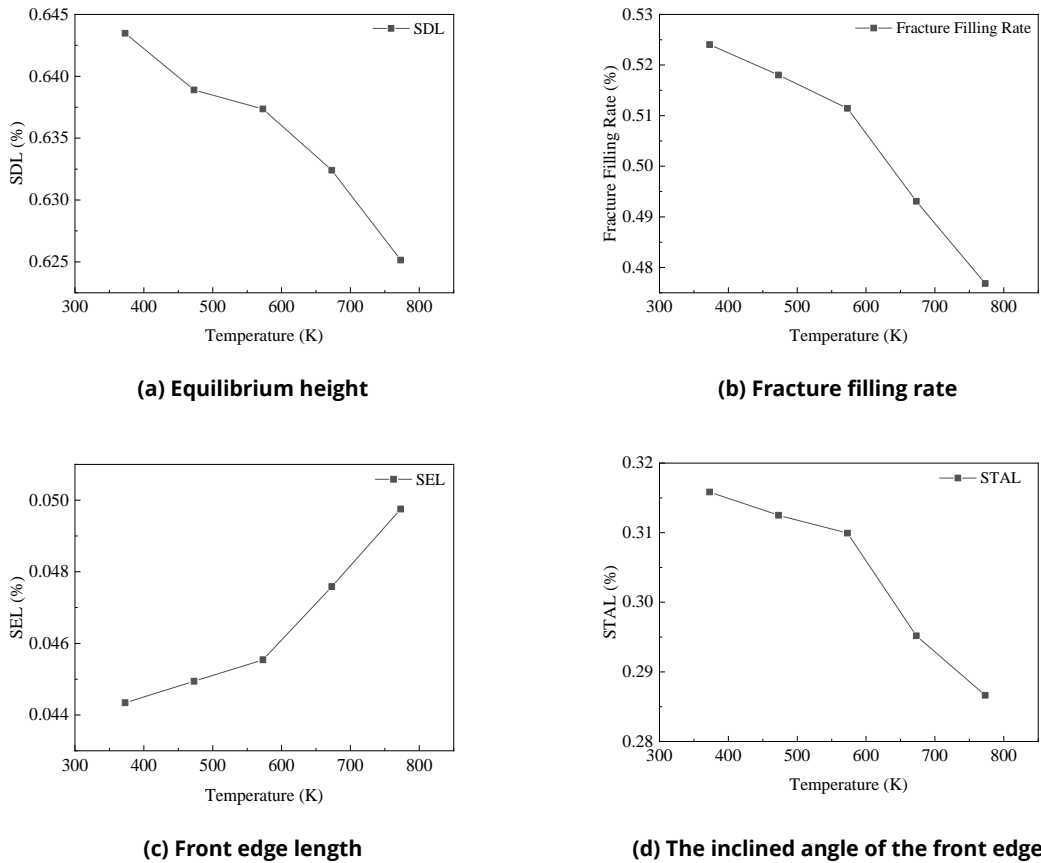 0.645
0.640
0.635
0.630
0.625
SDL (%)
SDL
300 400 500 600 700 800
Temperature (K)
(a) Equilibrium height
0.53
0.52
0.51
0.50
0.49
0.48
Fracture Filling Rate (%)
Fracture Filling Rate
300 400 500 600 700 800
Temperature (K)
(b) Fracture filling rate
0.050
0.048
0.046
0.044
SEL (%)
SEL
300 400 500 600 700 800
Temperature (K)
(c) Front edge length
0.32
0.31
0.30
0.29
0.28
STAL (%)
STAL
300 400 500 600 700 800
Temperature (K)
(d) The inclined angle of the front edge